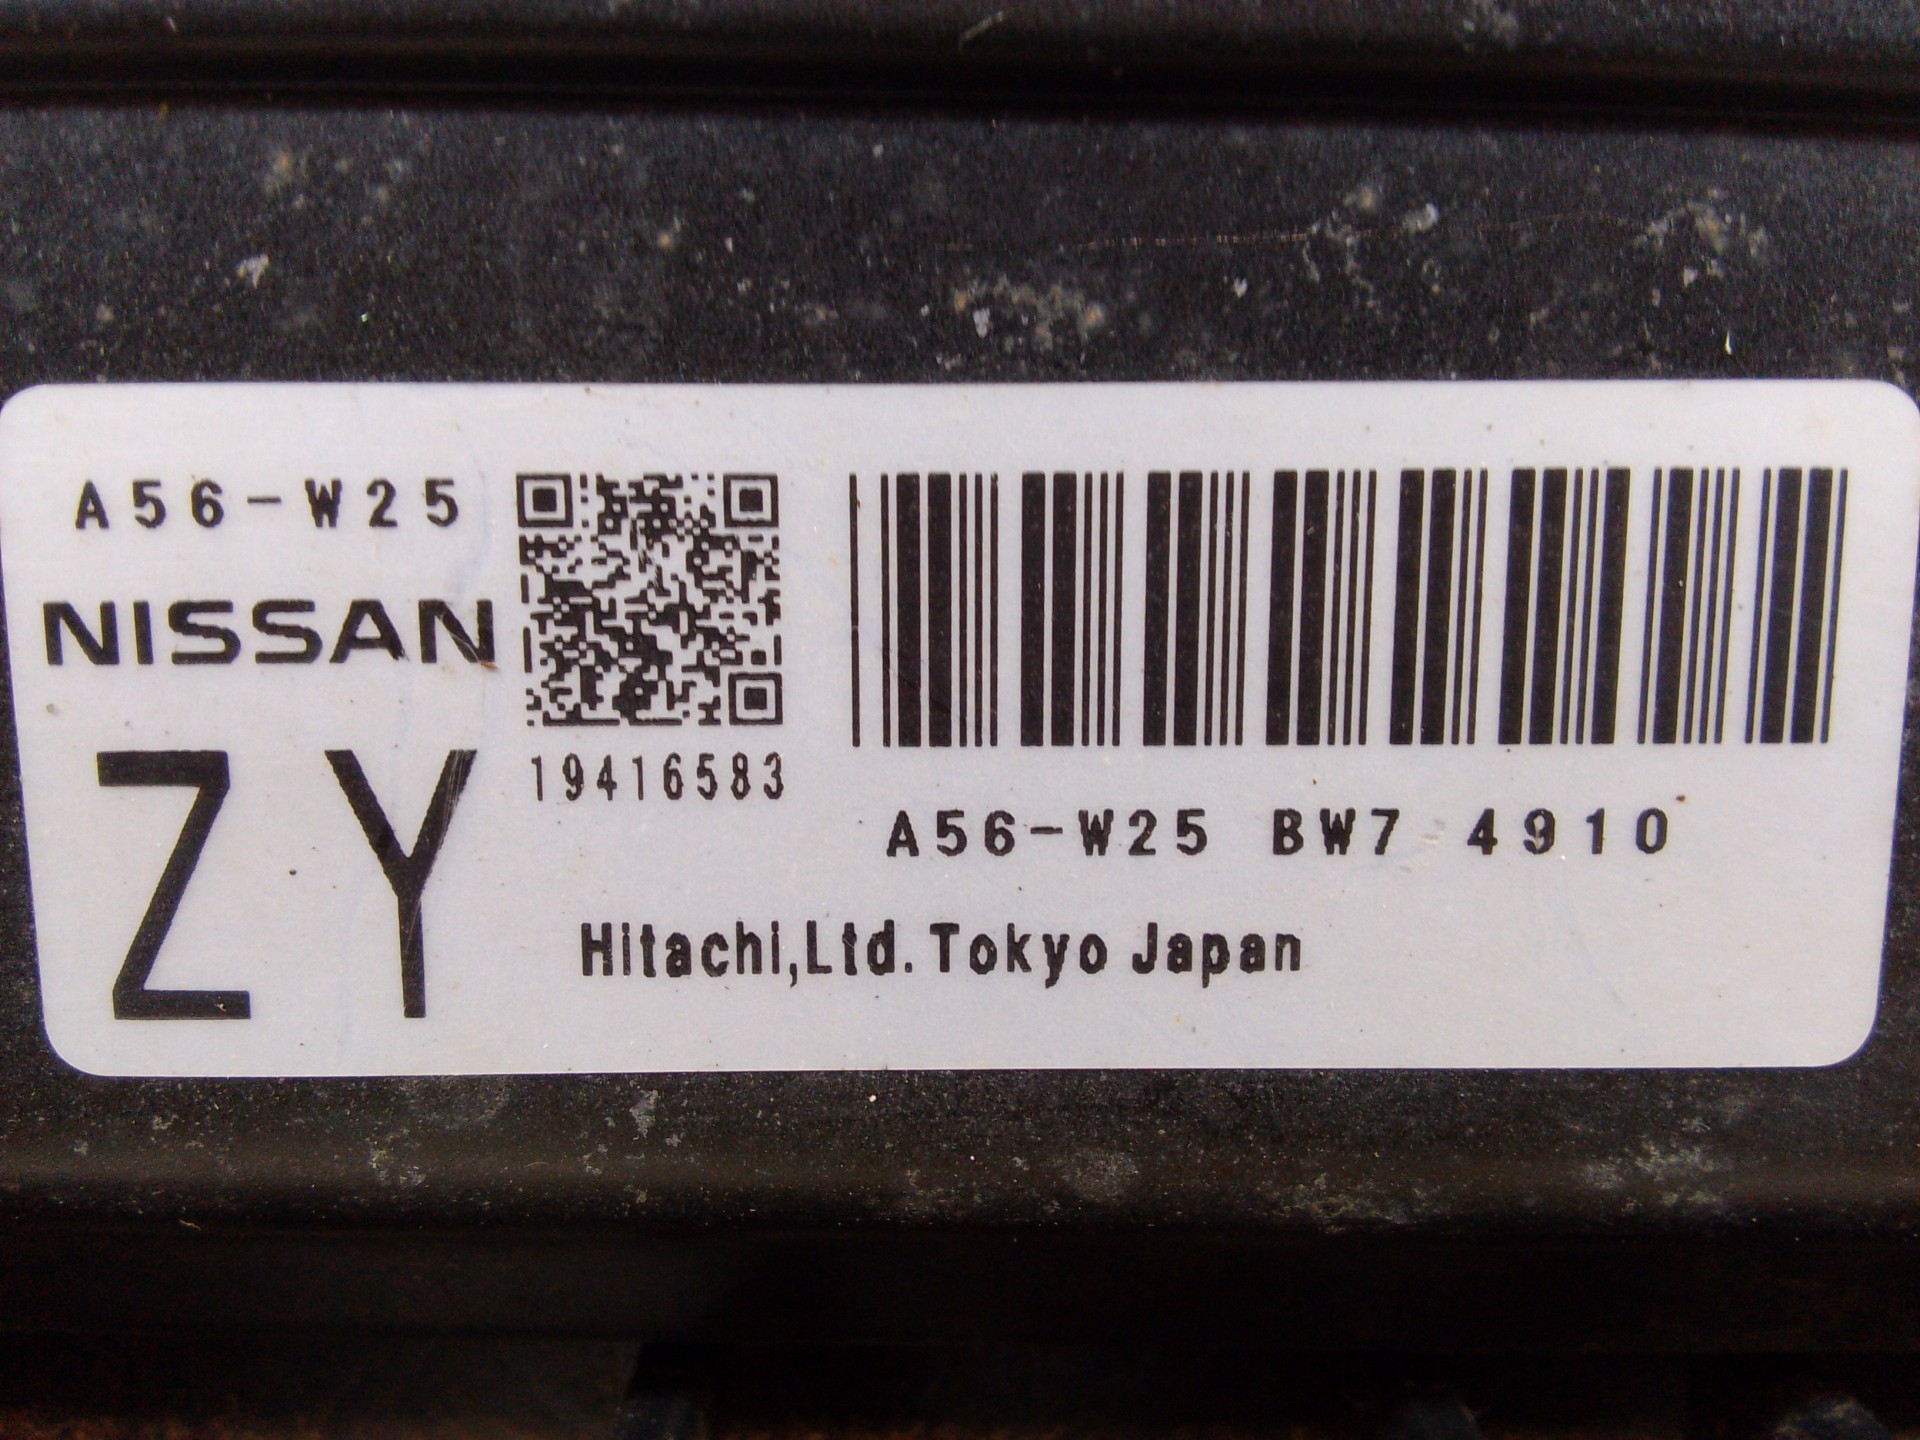 A56-W25
NISSAN
ZY
19416583
A56-W25 BW7 4910
Hitachi,Ltd. Tokyo Japan